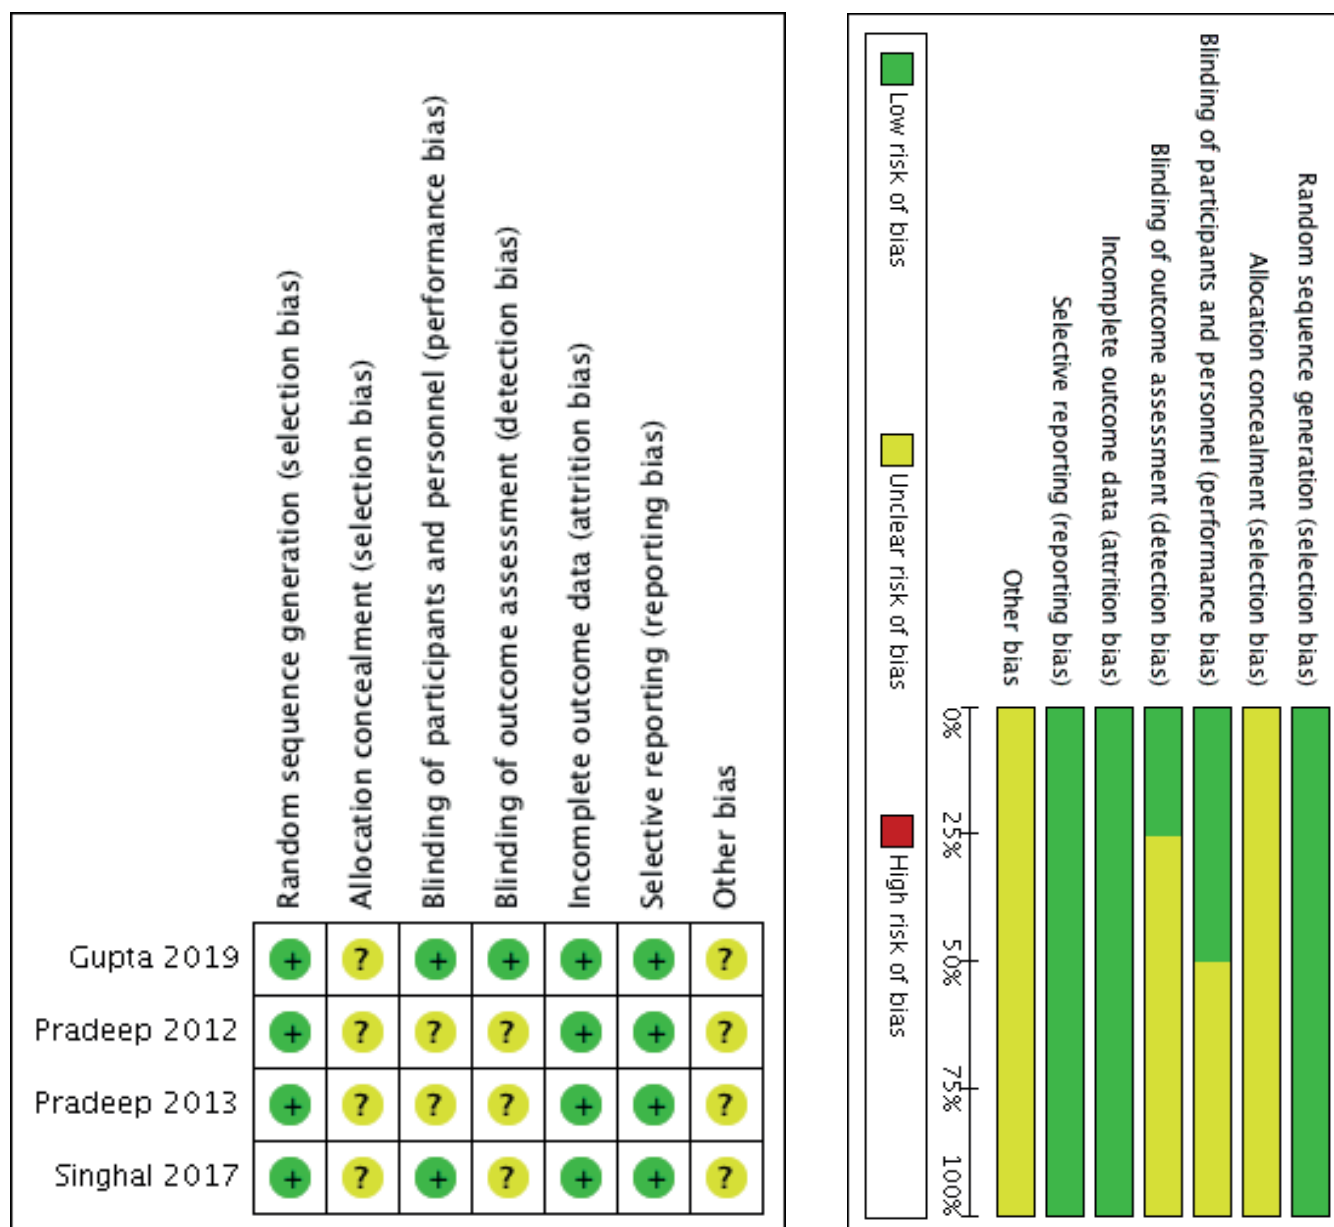 Random sequence generation (selection bias)
Allocation concealment (selection bias)
Blinding of participants and personnel (performance bias)
Blinding of outcome assessment (detection bias)
Incomplete outcome data (attrition bias)
Selective reporting (reporting bias)
Other bias
Gupta 2019 + ? + + + + ?
Pradeep 2012 + ? ? ? + + ?
Pradeep 2013 + ? ? ? + + ?
Singhal 2017 + ? + ? + + ?
Random sequence generation (selection bias)
Allocation concealment (selection bias)
Blinding of participants and personnel (performance bias)
Blinding of outcome assessment (detection bias)
Incomplete outcome data (attrition bias)
Selective reporting (reporting bias)
Other bias
0% 25% 50% 75% 100%
Low risk of bias
Unclear risk of bias
High risk of bias